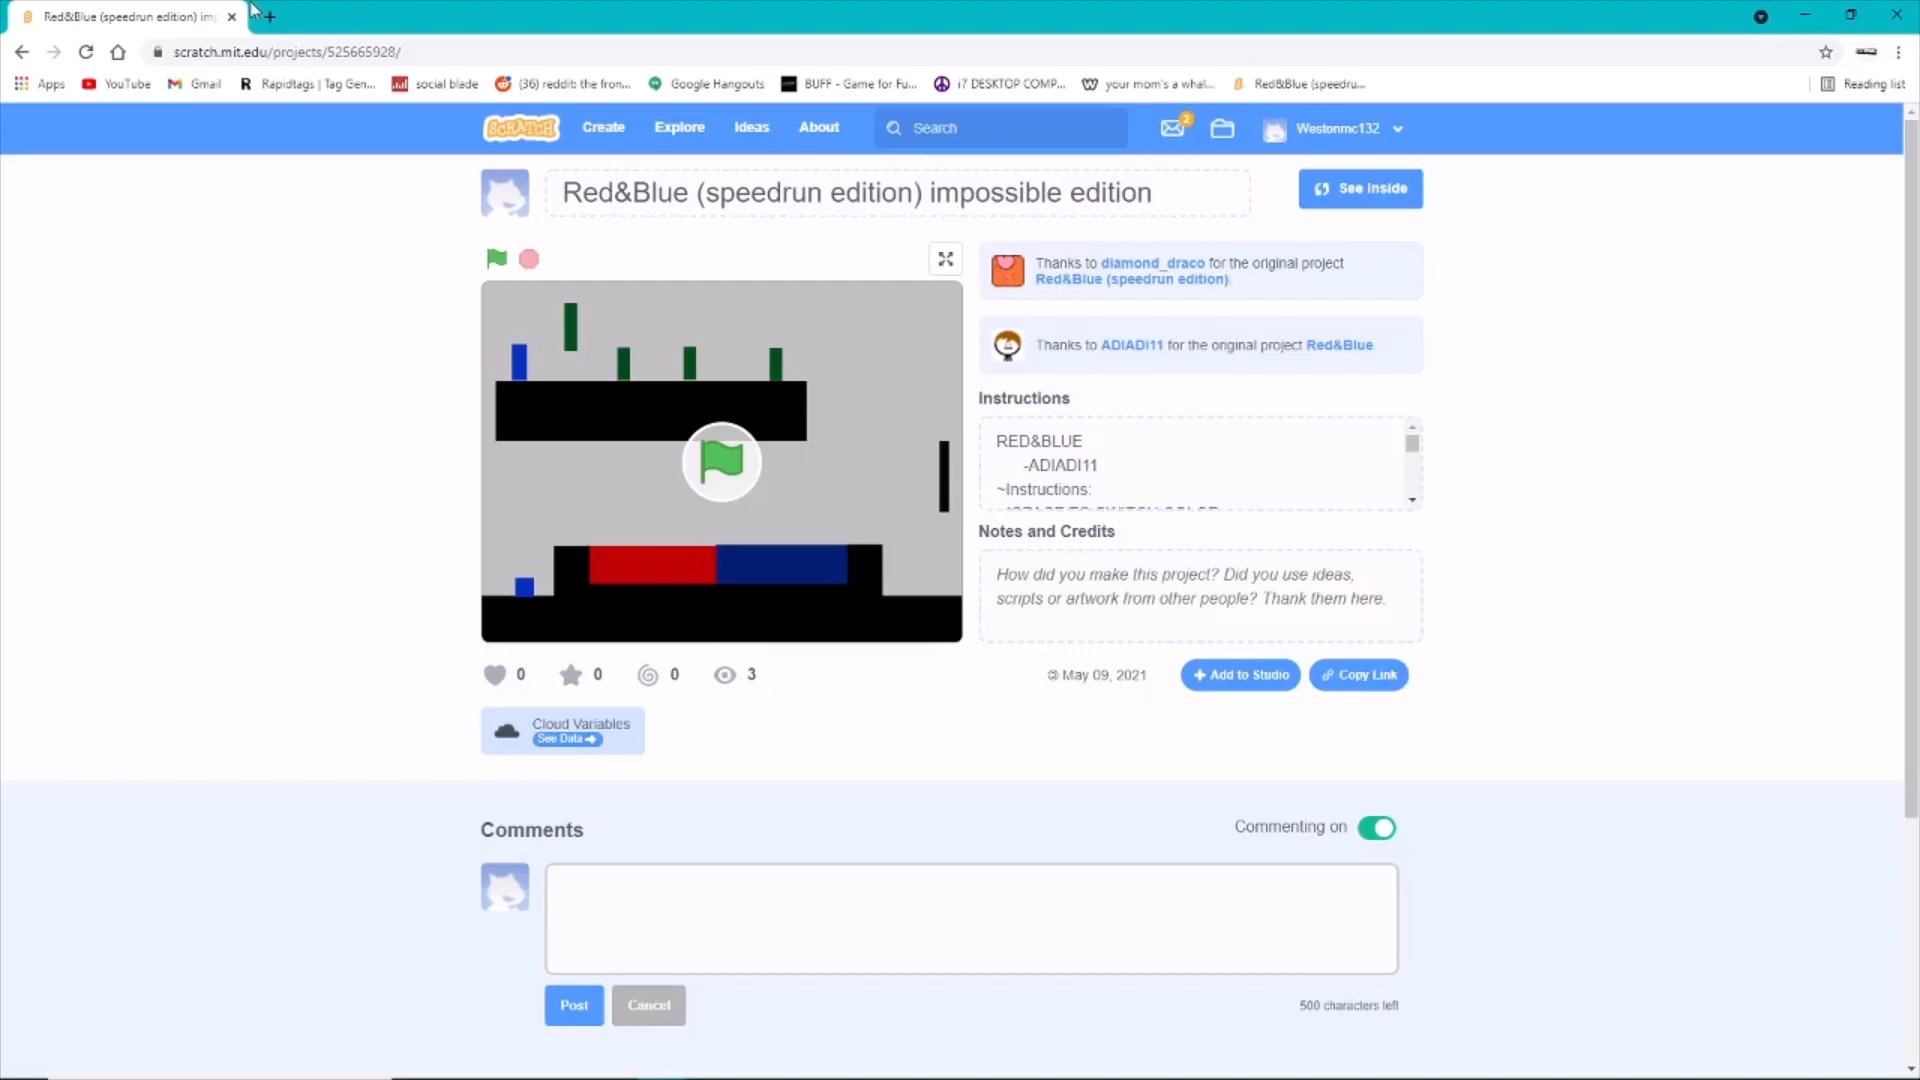 Red&Blue (speedrun edition) im
scratch.mit.edu/projects/525665928/
Apps YouTube Gmail Rapidtags | Tag Gen... social blade (36) reddit: the fron... Google Hangouts BUFF - Game for Fu... i7 DESKTOP COMP... your mom's a whal... Red&Blue (speedru... Reading list
SCRATCH Create Explore Ideas About Search 2 Westonmc132
Red&Blue (speedrun edition) impossible edition
See inside
Thanks to diamond_draco for the original project
Red&Blue (speedrun edition).
Thanks to ADIADI11 for the original project Red&Blue.
Instructions
RED&BLUE
-ADIADI11
~Instructions:
Notes and Credits
How did you make this project? Did you use ideas,
scripts or artwork from other people? Thank them here.
0 0 0 3
© May 09, 2021
Add to Studio
Copy Link
Cloud Variables
See Data
Comments
Commenting on
Post
Cancel
500 characters left